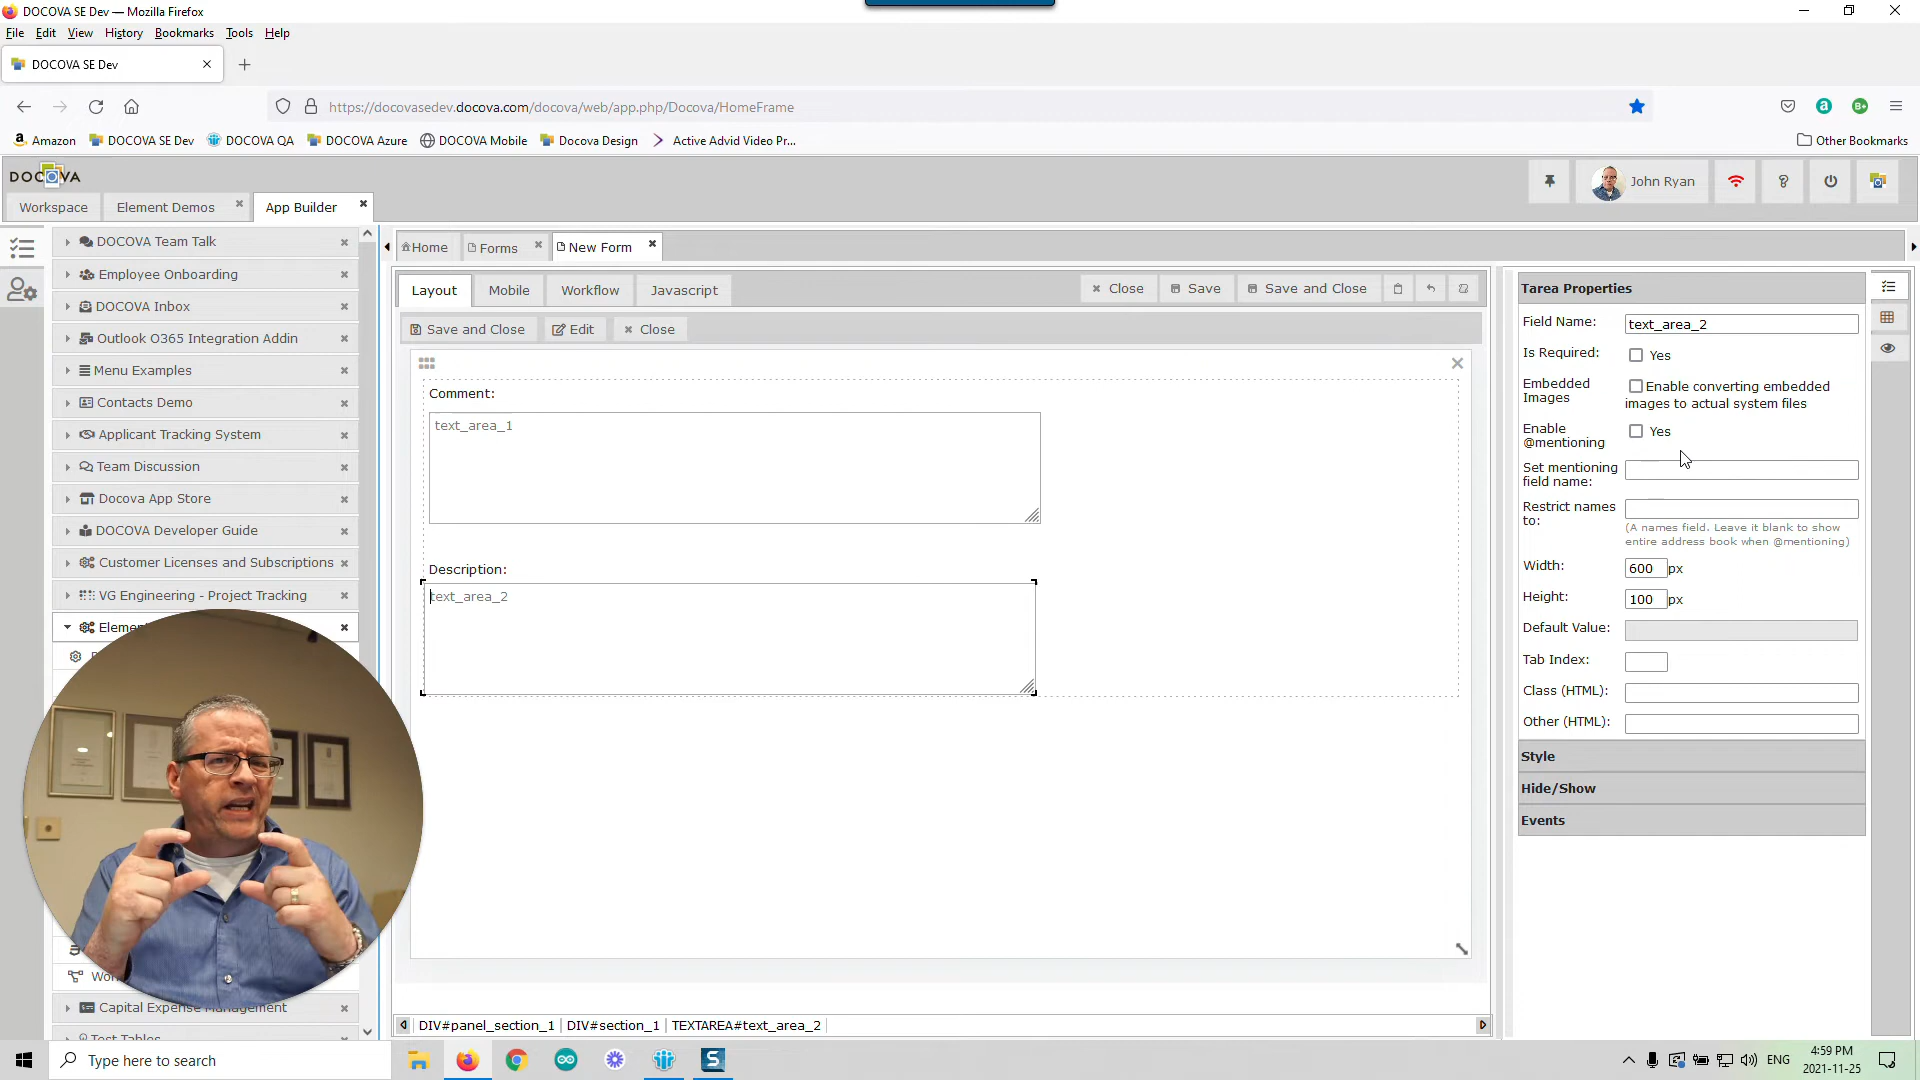 DOCOVA SE Dev — Mozilla Firefox
File Edit View History Bookmarks Tools Help
DOCOVA SE Dev
https://docovasedev.docova.com/docova/web/app.php/Docova/HomeFrame
Amazon DOCOVA SE Dev DOCOVA QA DOCOVA Azure DOCOVA Mobile Docova Design Active Advid Video Pr... Other Bookmarks
DOCOVA
John Ryan
Workspace Element Demos App Builder
DOCOVA Team Talk
Employee Onboarding
DOCOVA Inbox
Outlook O365 Integration Addin
Menu Examples
Contacts Demo
Applicant Tracking System
Team Discussion
Docova App Store
DOCOVA Developer Guide
Customer Licenses and Subscriptions
VG Engineering - Project Tracking
Capital Expense Management
Test Tables
Home Forms New Form
Layout Mobile Workflow Javascript Close Save Save and Close
Save and Close Edit Close
Comment:
text_area_1
Description:
text_area_2
DIV#panel_section_1 DIV#section_1 TEXTAREA#text_area_2
Tarea Properties
Field Name: text_area_2
Is Required: Yes
Embedded Images Enable converting embedded
images to actual system files
Enable
@mentioning Yes
Set mentioning
field name:
Restrict names
to:
(A names field. Leave it blank to show
entire address book when @mentioning)
Width: 600 px
Height: 100 px
Default Value:
Tab Index:
Class (HTML):
Other (HTML):
Style
Hide/Show
Events
Type here to search
ENG
4:59 PM
2021-11-25